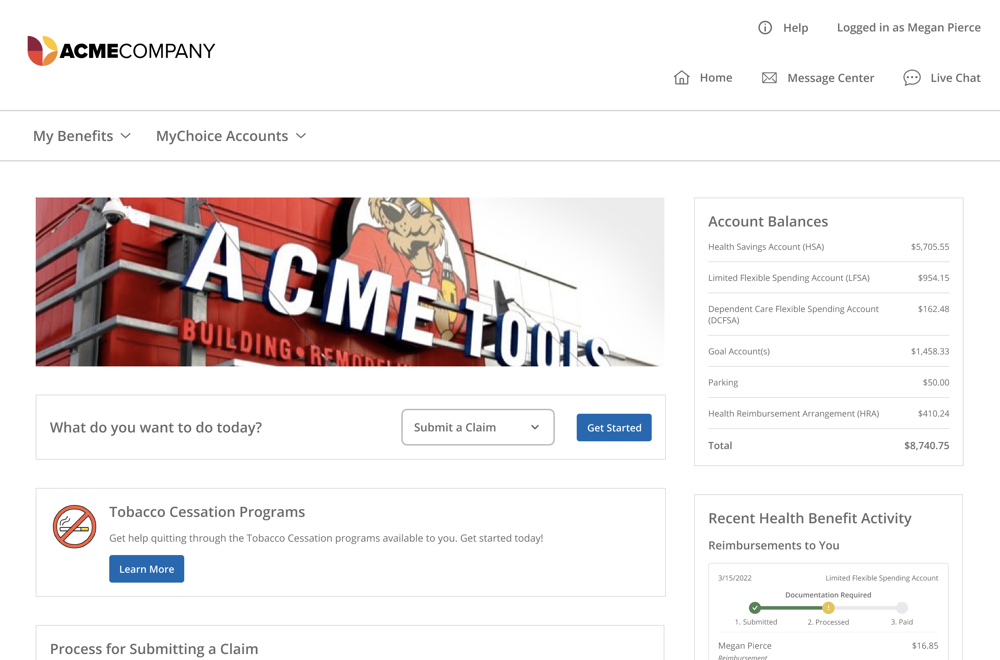 Help
Logged in as Megan Pierce
ACMECOMPANY
Home
Message Center
Live Chat
My Benefits
MyChoice Accounts
ACME TOOLS
BUILDING • REMODELIN
What do you want to do today?
Submit a Claim
Get Started
Tobacco Cessation Programs
Get help quitting through the Tobacco Cessation programs available to you. Get started today!
Learn More
Process for Submitting a Claim
Account Balances
Health Savings Account (HSA) $5,705.55
Limited Flexible Spending Account (LFSA) $954.15
Dependent Care Flexible Spending Account $162.48
(DCFSA)
Goal Account(s) $1,458.33
Parking $50.00
Health Reimbursement Arrangement (HRA) $410.24
Total $8,740.75
Recent Health Benefit Activity
Reimbursements to You
3/15/2022 Limited Flexible Spending Account
Documentation Required
1. Submitted 2. Processed 3. Paid
Megan Pierce $16.85
Reimbursement